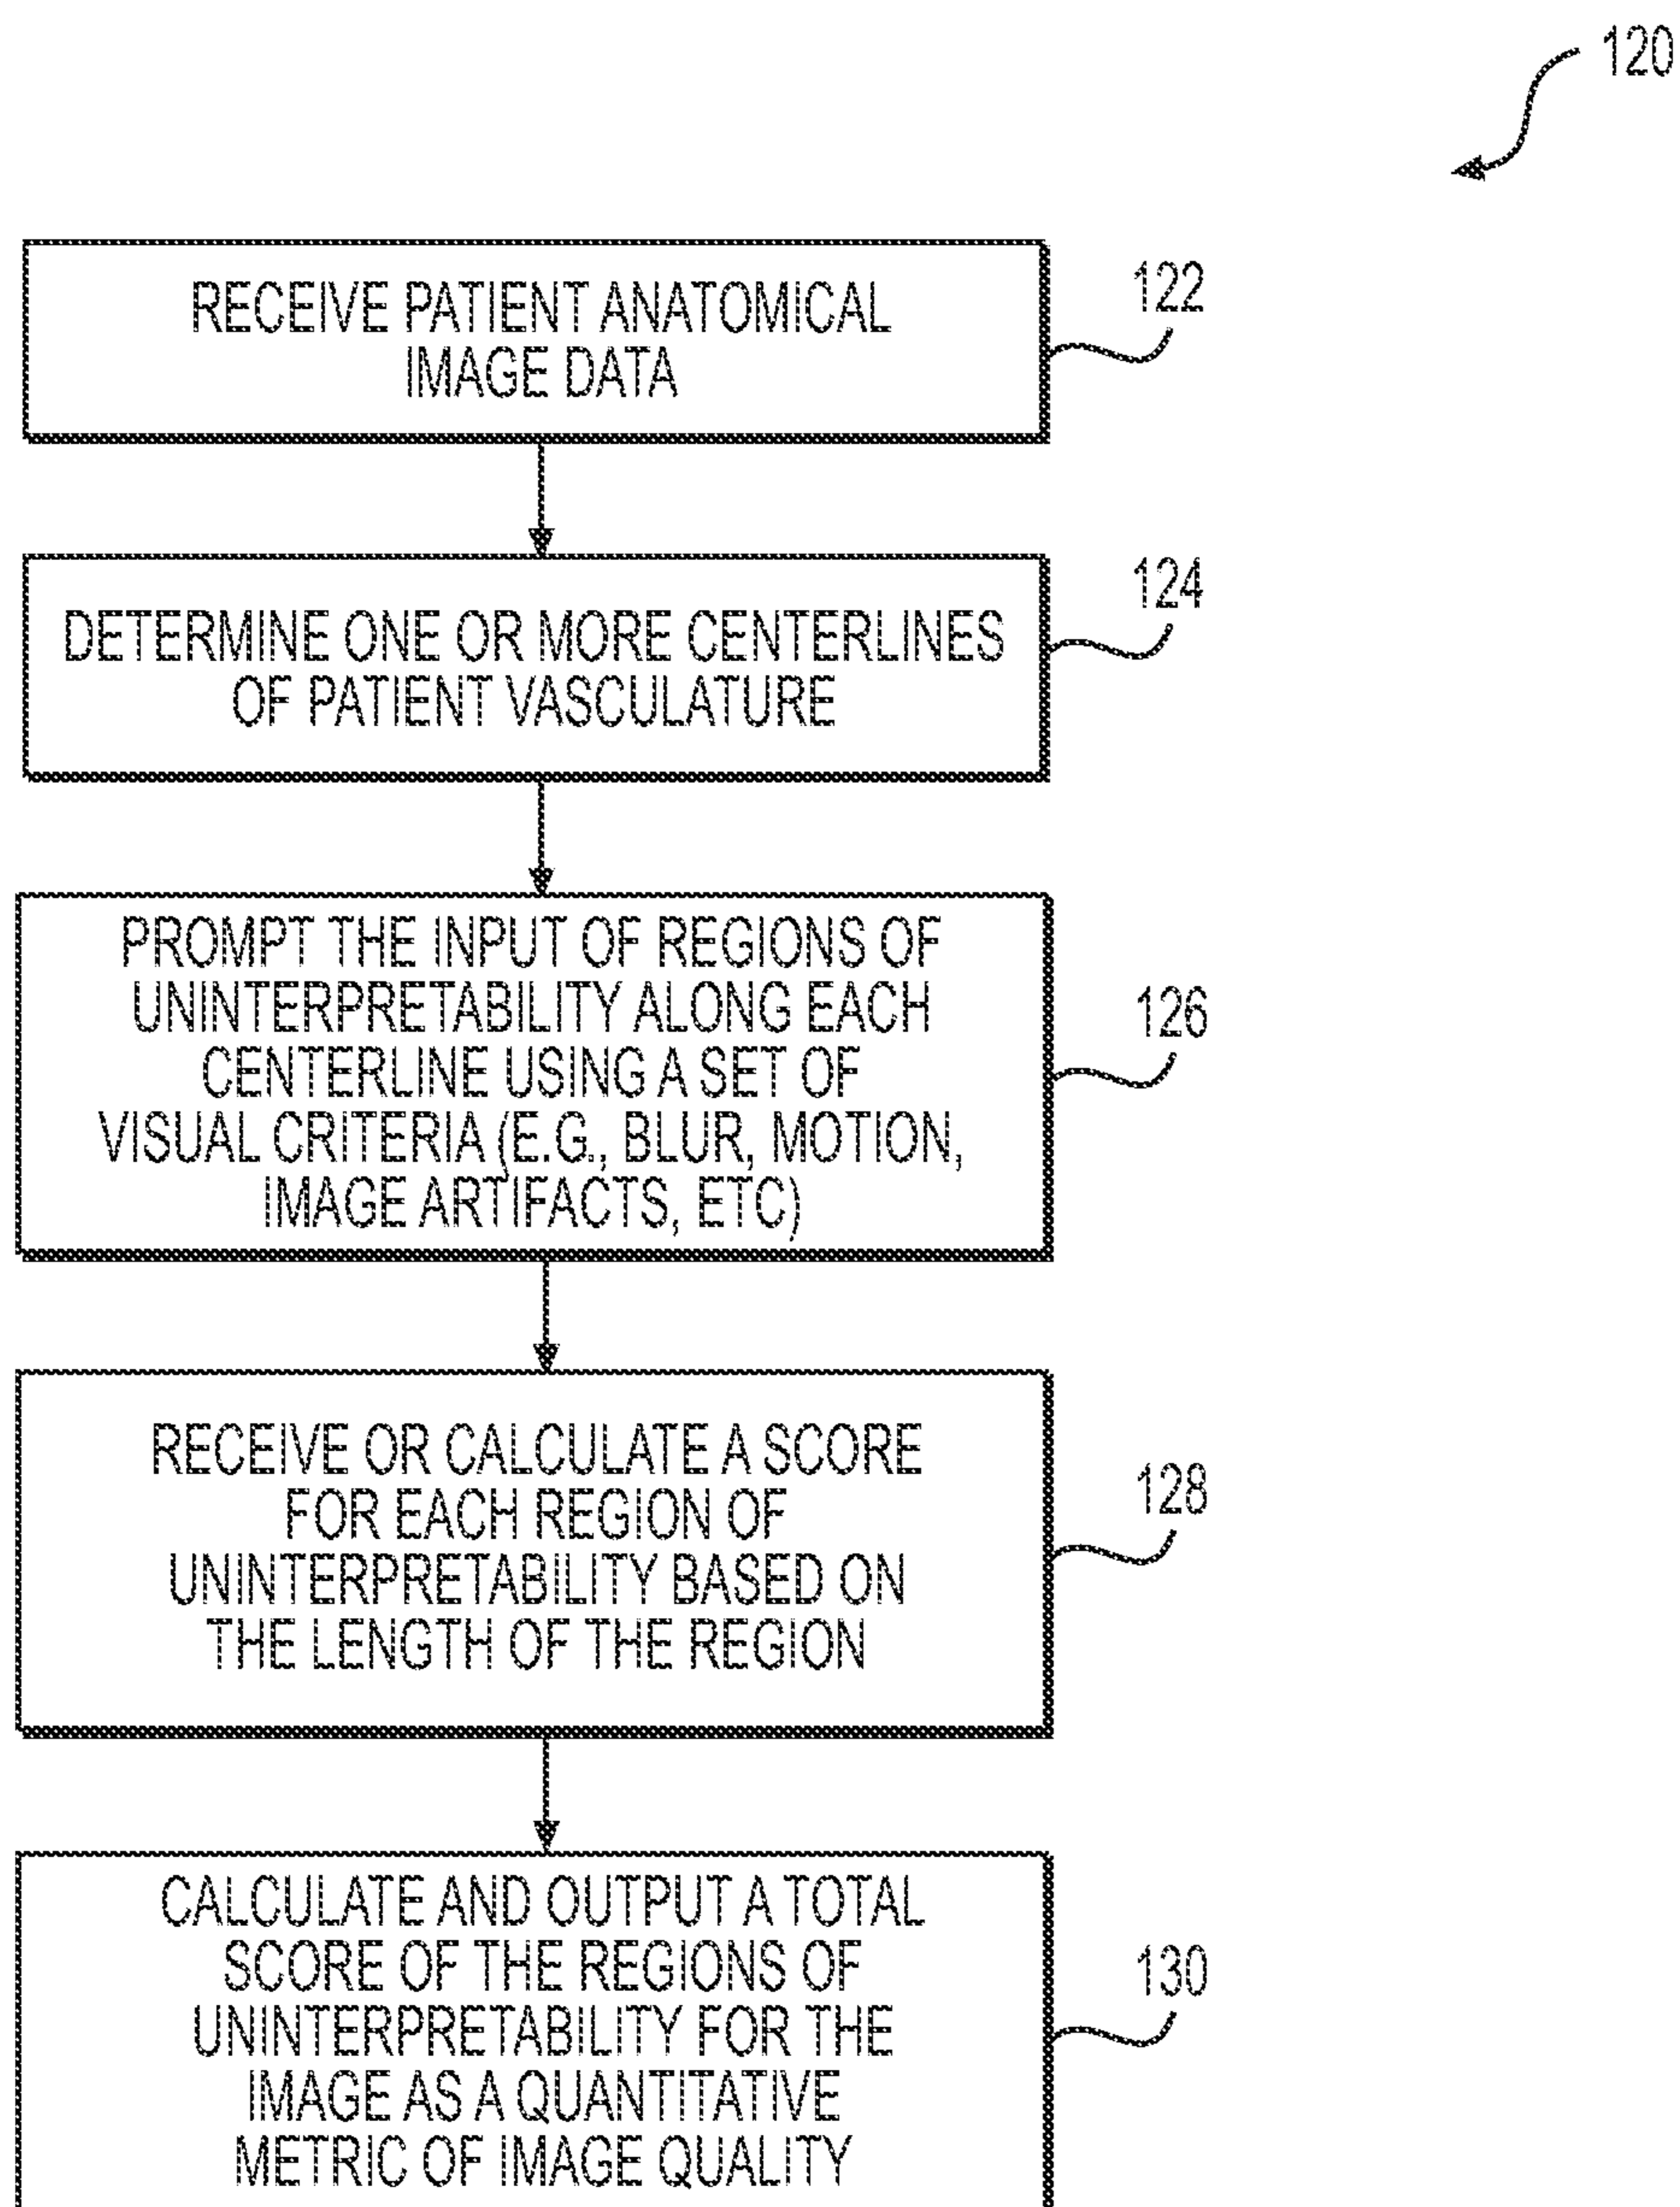 120
RECEIVE PATIENT ANATOMICAL
IMAGE DATA
122
DETERMINE ONE OR MORE CENTERLINES
OF PATIENT VASCULATURE
124
PROMPT THE INPUT OF REGIONS OF
UNINTERPRETABILITY ALONG EACH
CENTERLINE USING A SET OF
VISUAL CRITERIA (E.G., BLUR, MOTION,
IMAGE ARTIFACTS, ETC)
126
RECEIVE OR CALCULATE A SCORE
FOR EACH REGION OF
UNINTERPRETABILITY BASED ON
THE LENGTH OF THE REGION
128
CALCULATE AND OUTPUT A TOTAL
SCORE OF THE REGIONS OF
UNINTERPRETABILITY FOR THE
IMAGE AS A QUANTITATIVE
METRIC OF IMAGE QUALITY
130